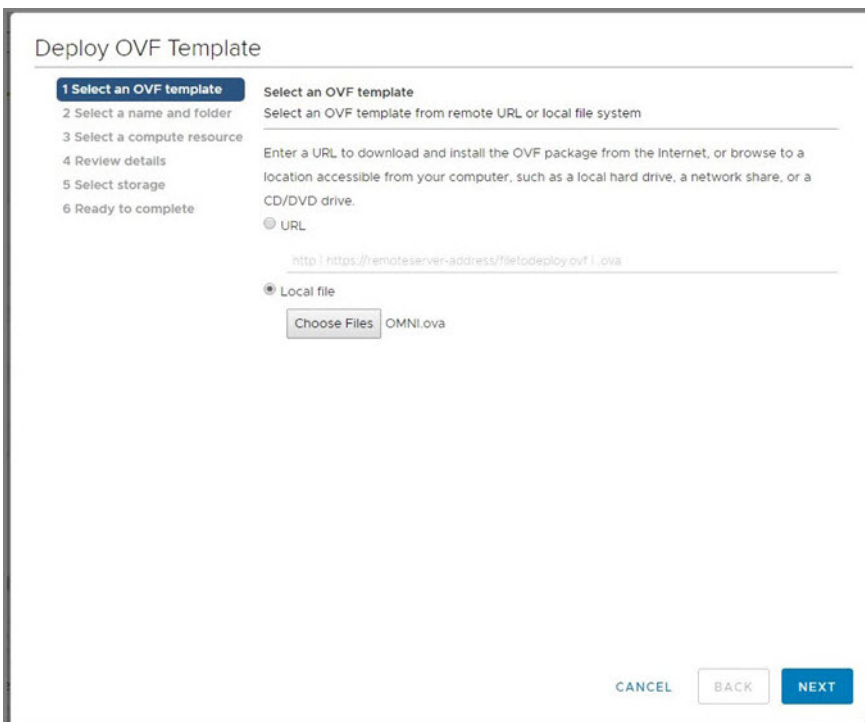 Deploy OVF Template
1 Select an OVF template
2 Select a name and folder
3 Select a compute resource
4 Review details
5 Select storage
6 Ready to complete
Select an OVF template
Select an OVF template from remote URL or local file system
Enter a URL to download and install the OVF package from the Internet, or browse to a
location accessible from your computer, such as a local hard drive, a network share, or a
CD/DVD drive.
URL
http | https://remoteserver-address/filetodeploy.ovf | .ova
Local file
Choose Files OMNI.ova
CANCEL BACK NEXT